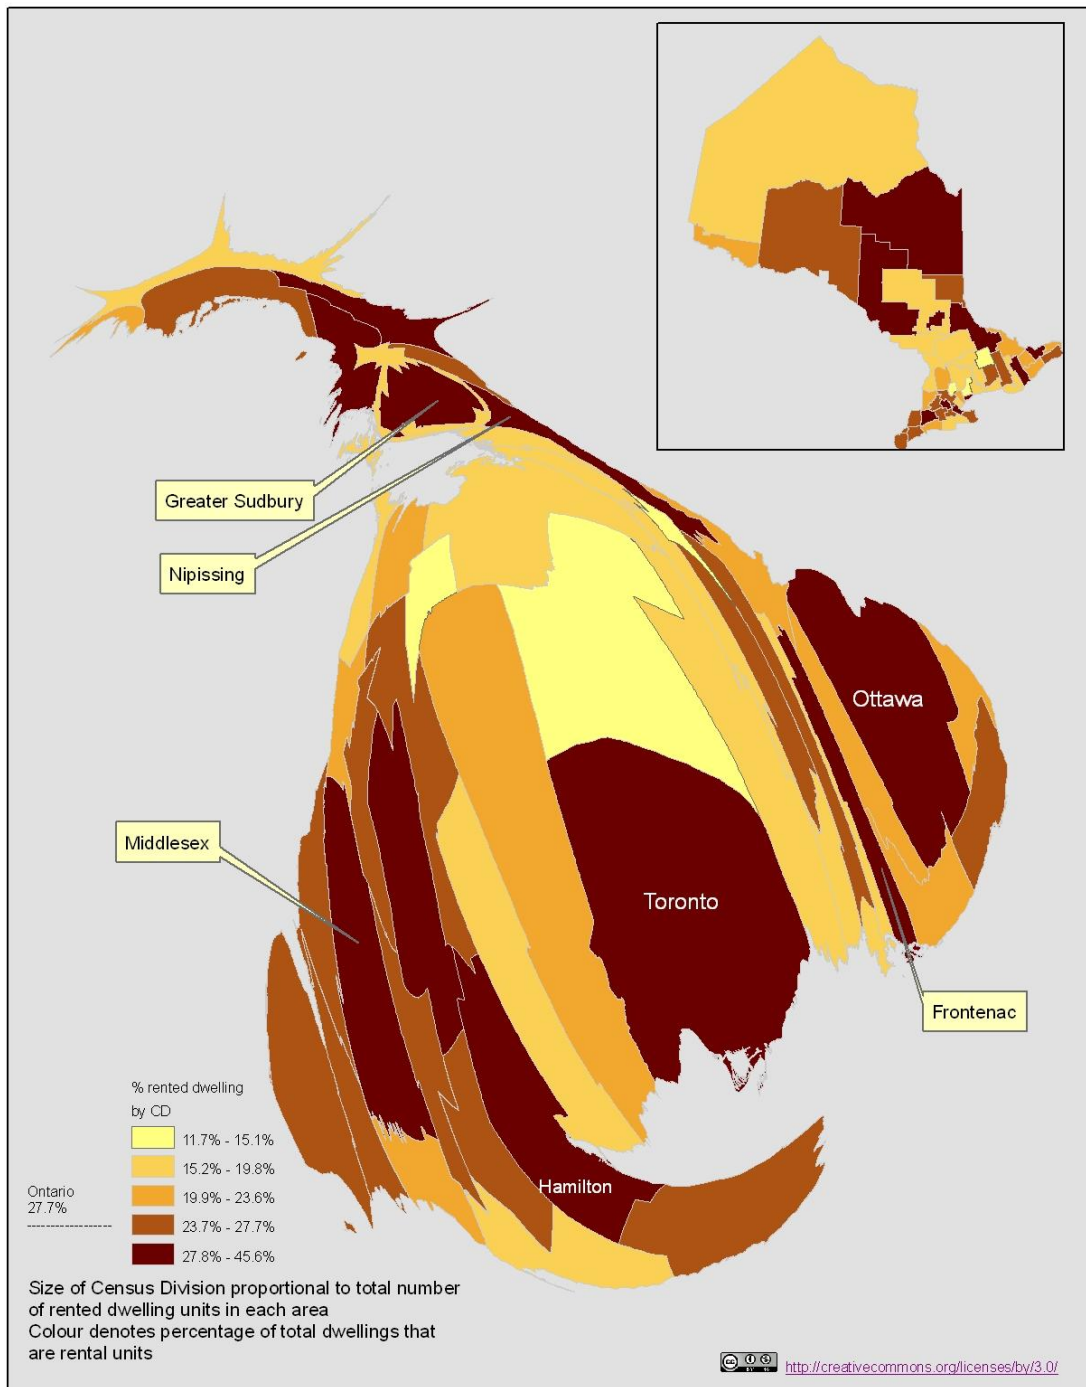 Greater Sudbury
Nipissing
Ottawa
Middlesex
Toronto
Frontenac
Hamilton
% rented dwelling
by CD
11.7% - 15.1%
15.2% - 19.8%
19.9% - 23.6%
23.7% - 27.7%
27.8% - 45.6%
Ontario
27.7%
Size of Census Division proportional to total number
of rented dwelling units in each area
Colour denotes percentage of total dwellings that
are rental units
http://creativecommons.org/licenses/by/3.0/